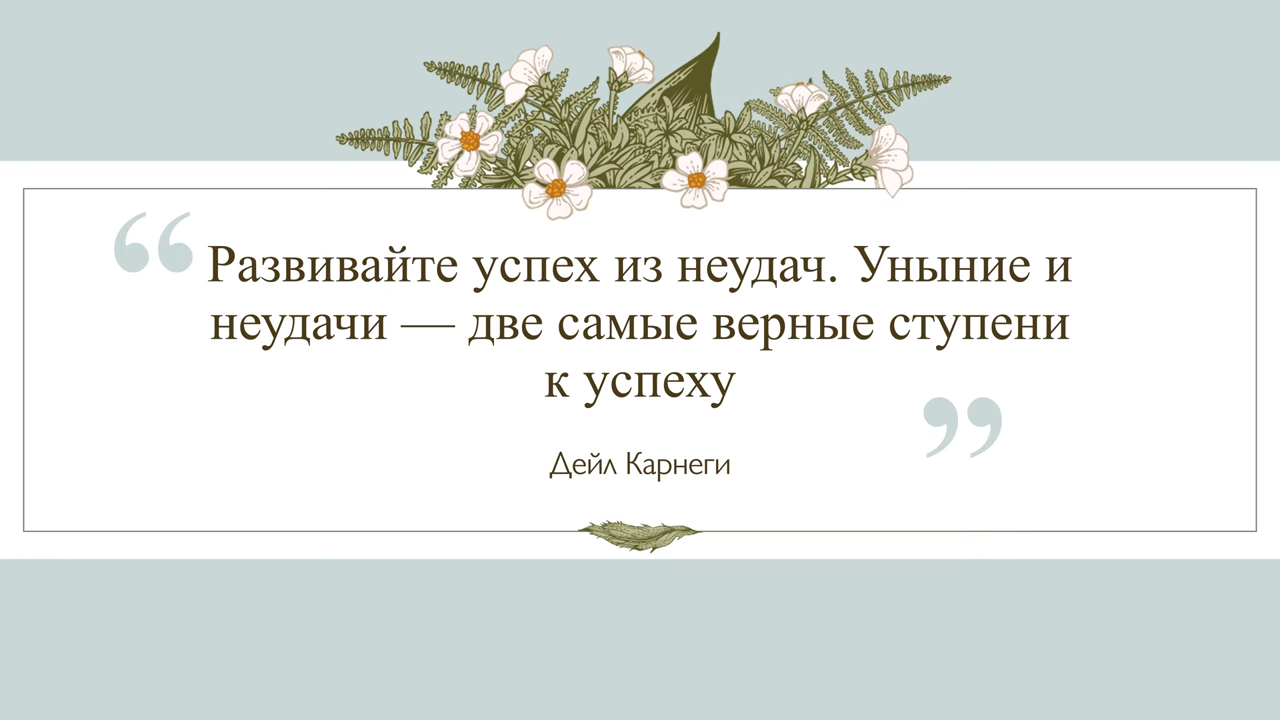 “ Развивайте успех из неудач. Уныние и
неудачи — две самые верные ступени
к успеху ”
Дейл Карнеги